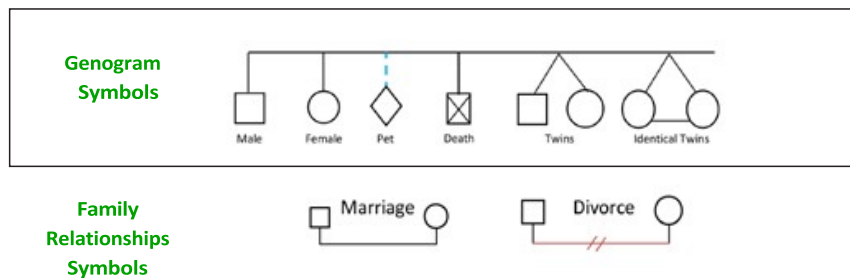 Genogram
Symbols
Male
Female
Pet
Death
Twins
Identical Twins
Family
Relationships
Symbols
Marriage
Divorce